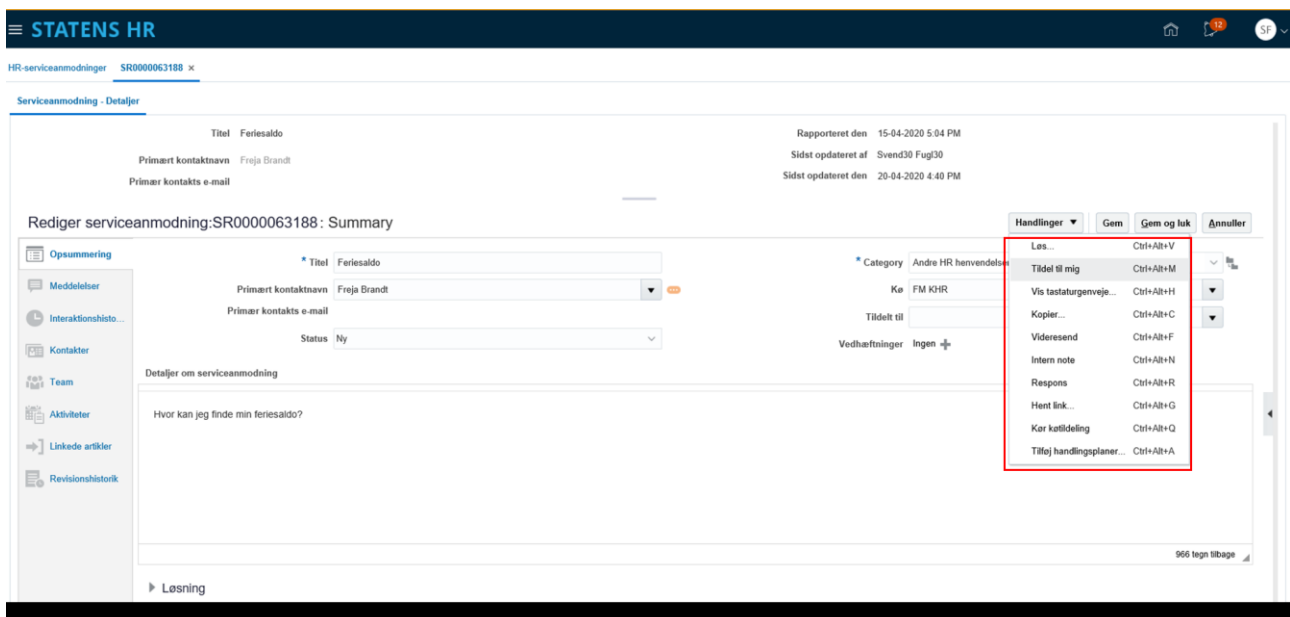 STATENS HR
12
SF
HR-serviceanmodninger SR0000063188 ×
Serviceanmodning - Detaljer
Titel Feriesaldo
Primært kontaktnavn Freja Brandt
Primær kontakts e-mail
Rapporteret den 15-04-2020 5:04 PM
Sidst opdateret af Svend30 Fugl30
Sidst opdateret den 20-04-2020 4:40 PM
Rediger serviceanmodning:SR0000063188 : Summary
Handlinger Gem Gem og luk Annuller
Opsummering
Meddelelser
Interaktionshisto...
Kontakter
Team
Aktiviteter
Linkede artikler
Revisionshistorik
* Titel Feriesaldo
Primært kontaktnavn Freja Brandt
Primær kontakts e-mail
Status Ny
* Category Andre HR henvendelser
Kø FM KHR
Tildelt til
Vedhæftninger Ingen
Løs... Ctrl+Alt+V
Tildel til mig Ctrl+Alt+M
Vis tastaturgenveje... Ctrl+Alt+H
Kopier... Ctrl+Alt+C
Videresend Ctrl+Alt+F
Intern note Ctrl+Alt+N
Respons Ctrl+Alt+R
Hent link... Ctrl+Alt+G
Kør køtildeling Ctrl+Alt+Q
Tilføj handlingsplaner... Ctrl+Alt+A
Detaljer om serviceanmodning
Hvor kan jeg finde min feriesaldo?
966 tegn tilbage
Løsning